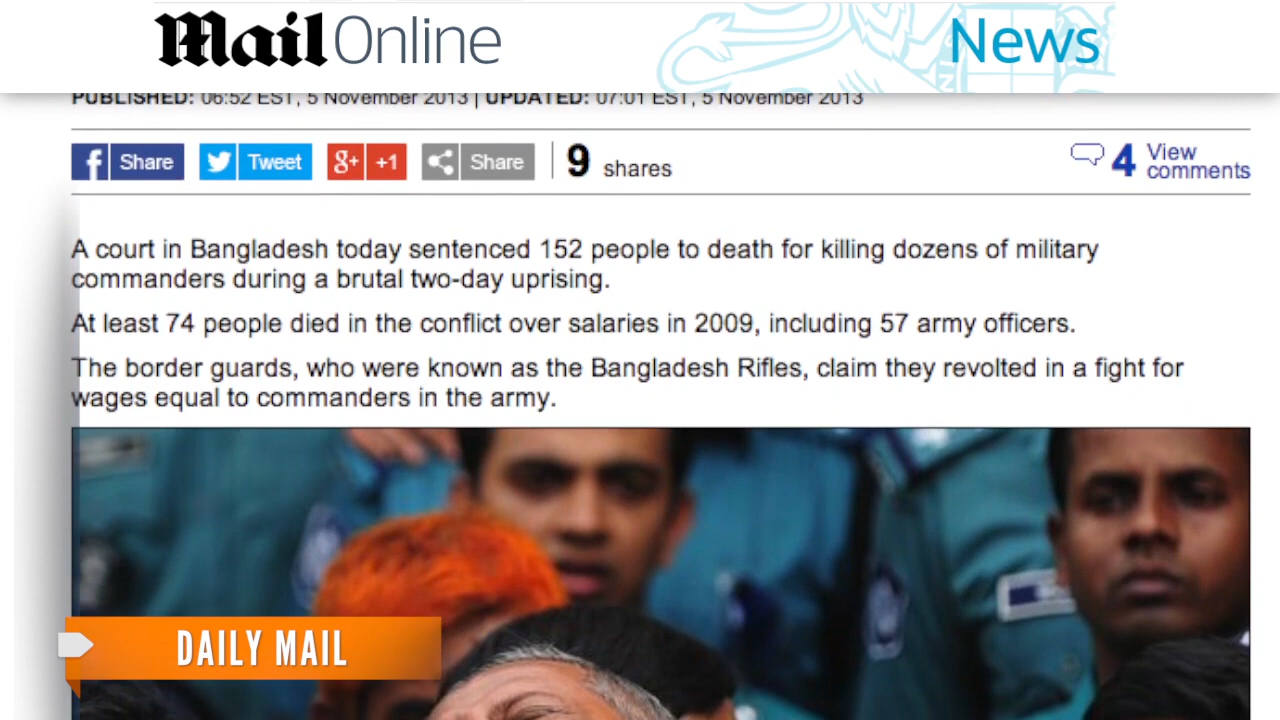 Mail Online
News
PUBLISHED: 06:52 EST, 5 November 2013 | UPDATED: 07:01 EST, 5 November 2013
f Share Tweet g+ +1 Share 9 shares 4 View comments
A court in Bangladesh today sentenced 152 people to death for killing dozens of military
commanders during a brutal two-day uprising.
At least 74 people died in the conflict over salaries in 2009, including 57 army officers.
The border guards, who were known as the Bangladesh Rifles, claim they revolted in a fight for
wages equal to commanders in the army.
DAILY MAIL